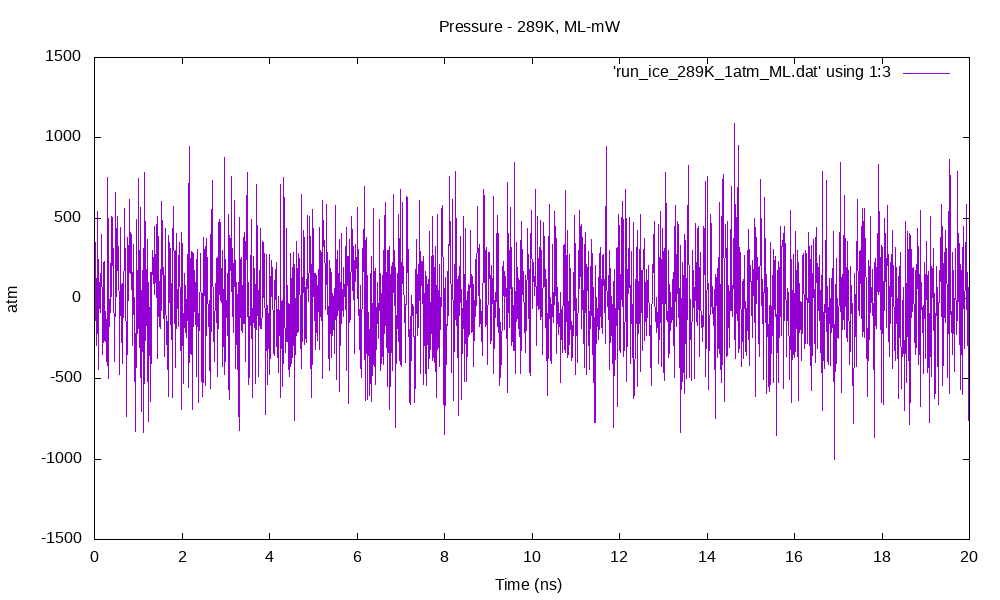 Pressure - 289K, ML-mW
'run_ice_289K_1atm_ML.dat' using 1:3
1500
1000
500
0
-500
-1000
-1500
atm
0 2 4 6 8 10 12 14 16 18 20
Time (ns)